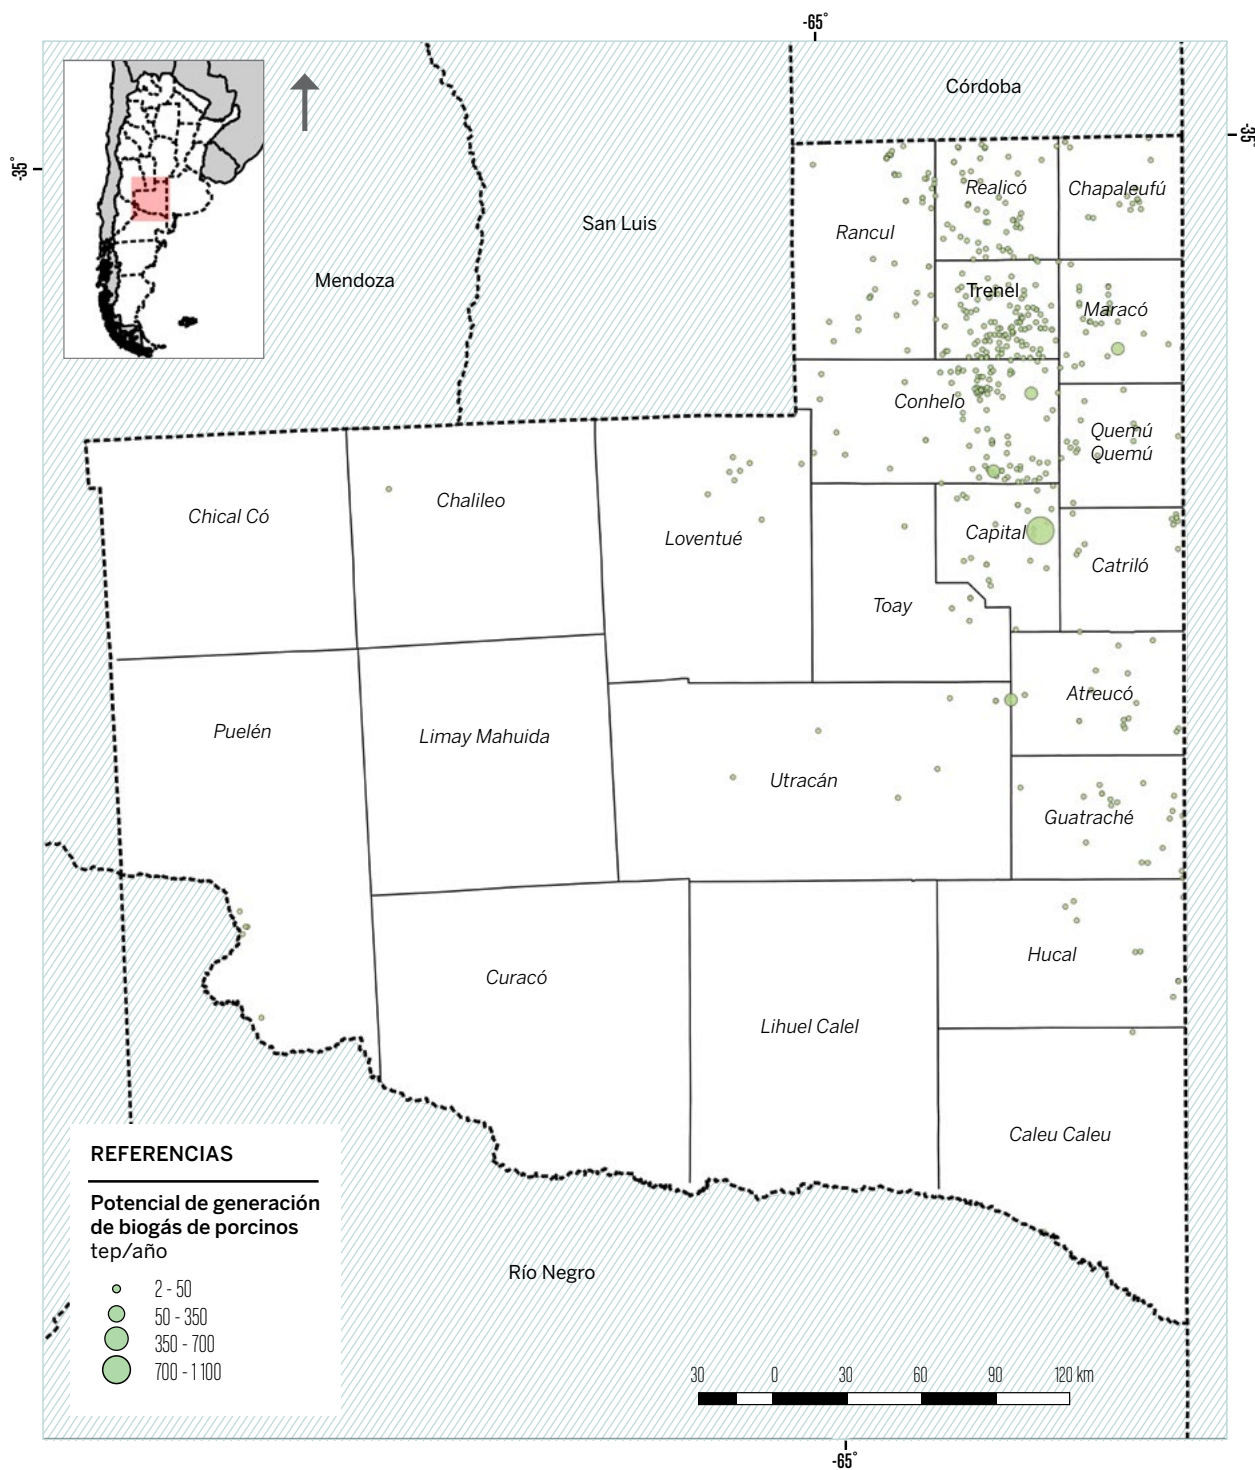 -65°
Córdoba
-35°
-35°
Realicó
Chapaleufú
San Luis
Rancul
Mendoza
Trenel
Maracó
Conhelo
Quemú
Quemú
Chical Có
Chalileo
Loventué
Capital
Catriló
Toay
Atreucó
Puelén
Limay Mahuida
Utracán
Guatraché
Hucal
Curacó
Lihuel Calel
Caleu Caleu
REFERENCIAS
Potencial de generación
de biogás de porcinos
tep/año
2 - 50
50 - 350
350 - 700
700 - 1 100
Río Negro
30 0 30 60 90 120 km
-65°